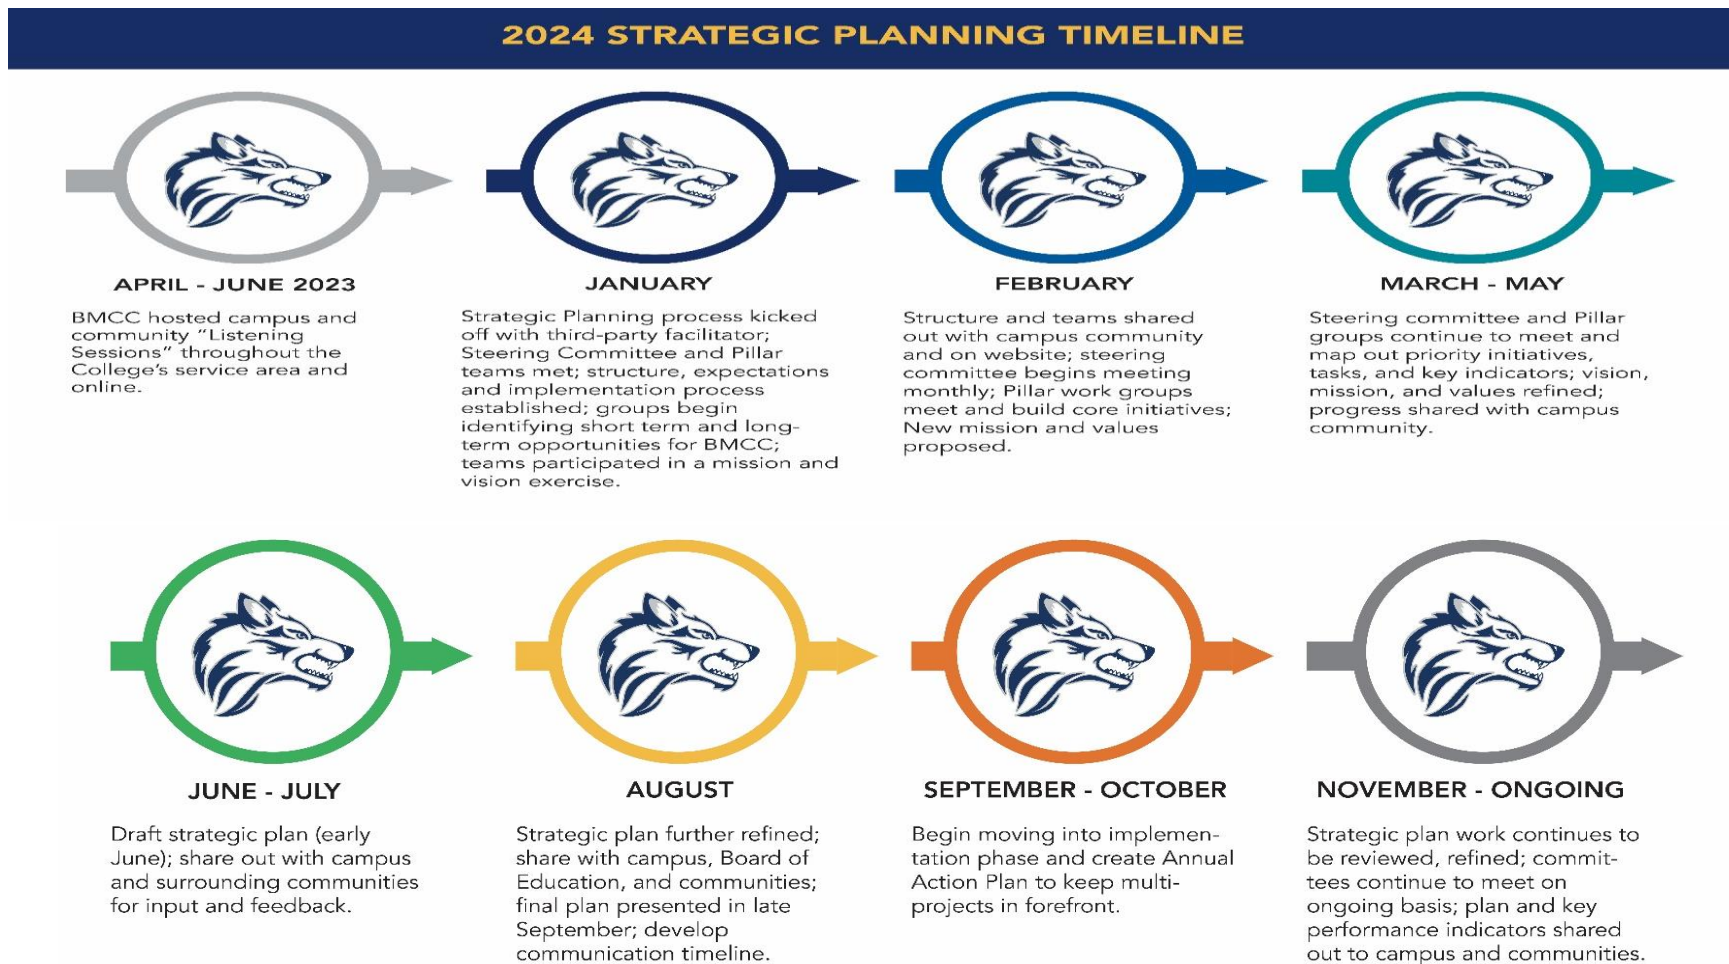 2024 STRATEGIC PLANNING TIMELINE
APRIL - JUNE 2023
BMCC hosted campus and
community “Listening
Sessions” throughout the
College’s service area and
online.
JANUARY
Strategic Planning process kicked
off with third-party facilitator;
Steering Committee and Pillar
teams met; structure, expectations
and implementation process
established; groups begin
identifying short term and long-
term opportunities for BMCC;
teams participated in a mission and
vision exercise.
FEBRUARY
Structure and teams shared
out with campus community
and on website; steering
committee begins meeting
monthly; Pillar work groups
meet and build core initiatives;
New mission and values
proposed.
MARCH - MAY
Steering committee and Pillar
groups continue to meet and
map out priority initiatives,
tasks, and key indicators; vision,
mission, and values refined;
progress shared with campus
community.
JUNE - JULY
Draft strategic plan (early
June); share out with campus
and surrounding communities
for input and feedback.
AUGUST
Strategic plan further refined;
share with campus, Board of
Education, and communities;
final plan presented in late
September; develop
communication timeline.
SEPTEMBER - OCTOBER
Begin moving into implemen-
tation phase and create Annual
Action Plan to keep multi-
projects in forefront.
NOVEMBER - ONGOING
Strategic plan work continues to
be reviewed, refined; commit-
tees continue to meet on
ongoing basis; plan and key
performance indicators shared
out to campus and communities.